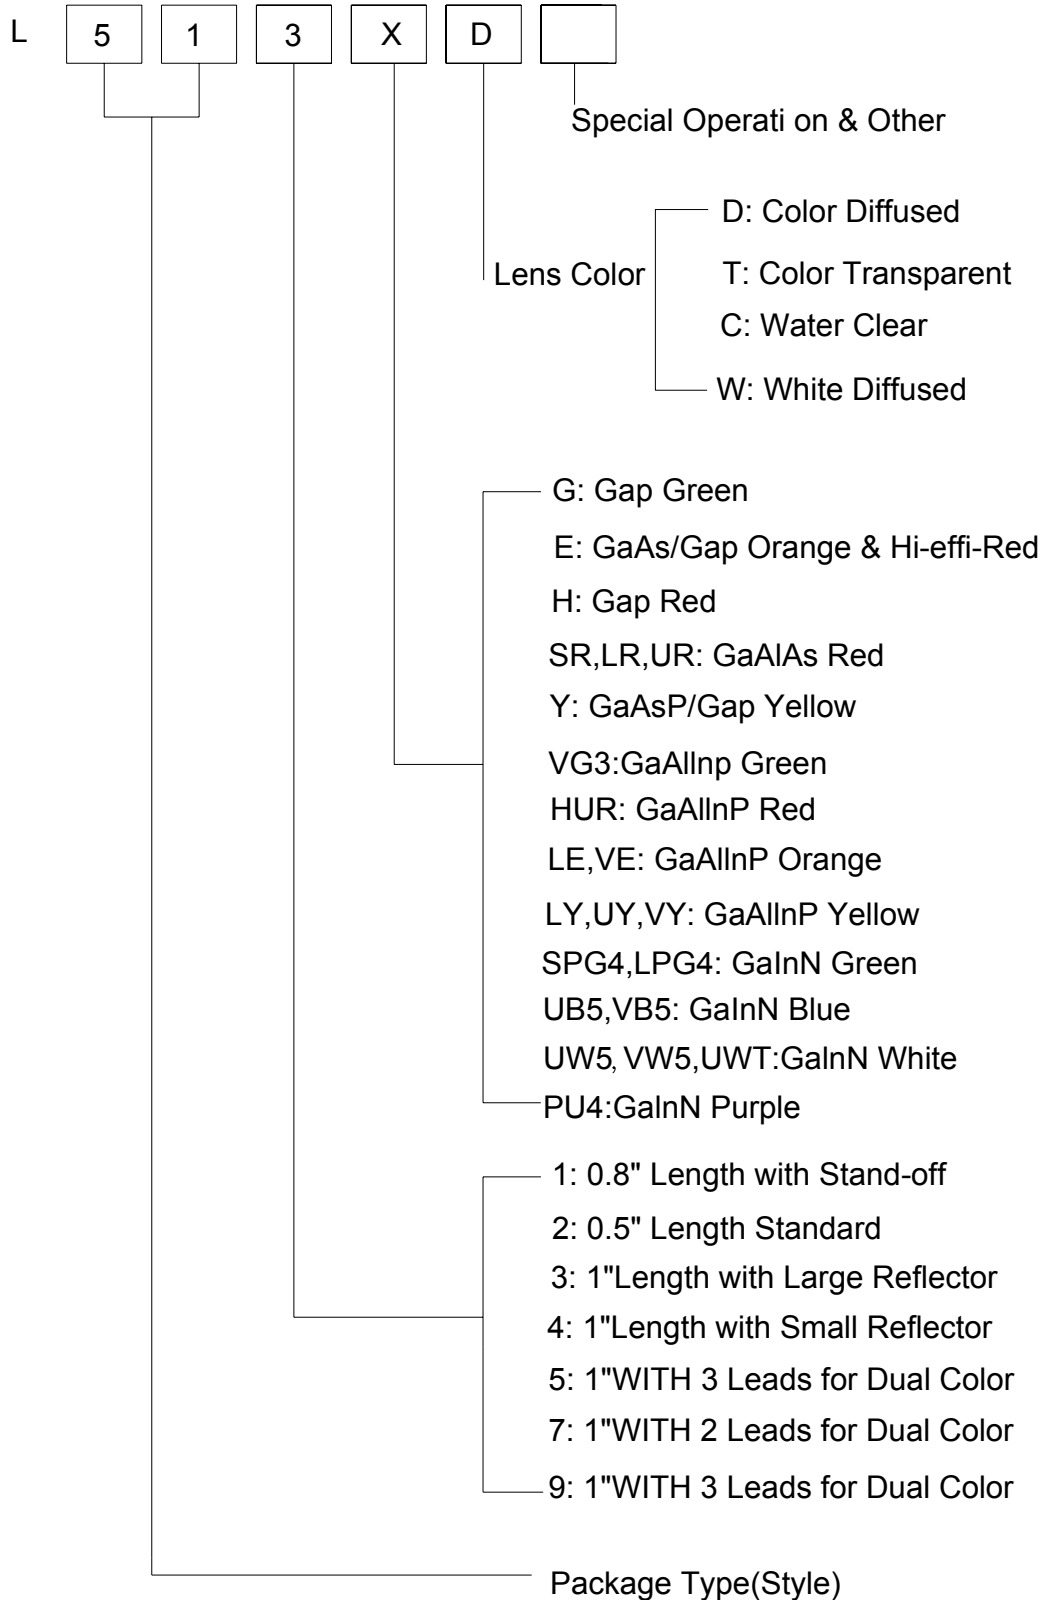 L 5 1 3 X D
Special Operati on & Other
D: Color Diffused
Lens Color
T: Color Transparent
C: Water Clear
W: White Diffused
G: Gap Green
E: GaAs/Gap Orange & Hi-effi-Red
H: Gap Red
SR,LR,UR: GaAlAs Red
Y: GaAsP/Gap Yellow
VG3:GaAlInp Green
HUR: GaAlInP Red
LE,VE: GaAlInP Orange
LY,UY,VY: GaAlInP Yellow
SPG4,LPG4: GaInN Green
UB5,VB5: GaInN Blue
UW5, VW5,UWT:GaInN White
PU4:GaInN Purple
1: 0.8" Length with Stand-off
2: 0.5" Length Standard
3: 1"Length with Large Reflector
4: 1"Length with Small Reflector
5: 1"WITH 3 Leads for Dual Color
7: 1"WITH 2 Leads for Dual Color
9: 1"WITH 3 Leads for Dual Color
Package Type(Style)